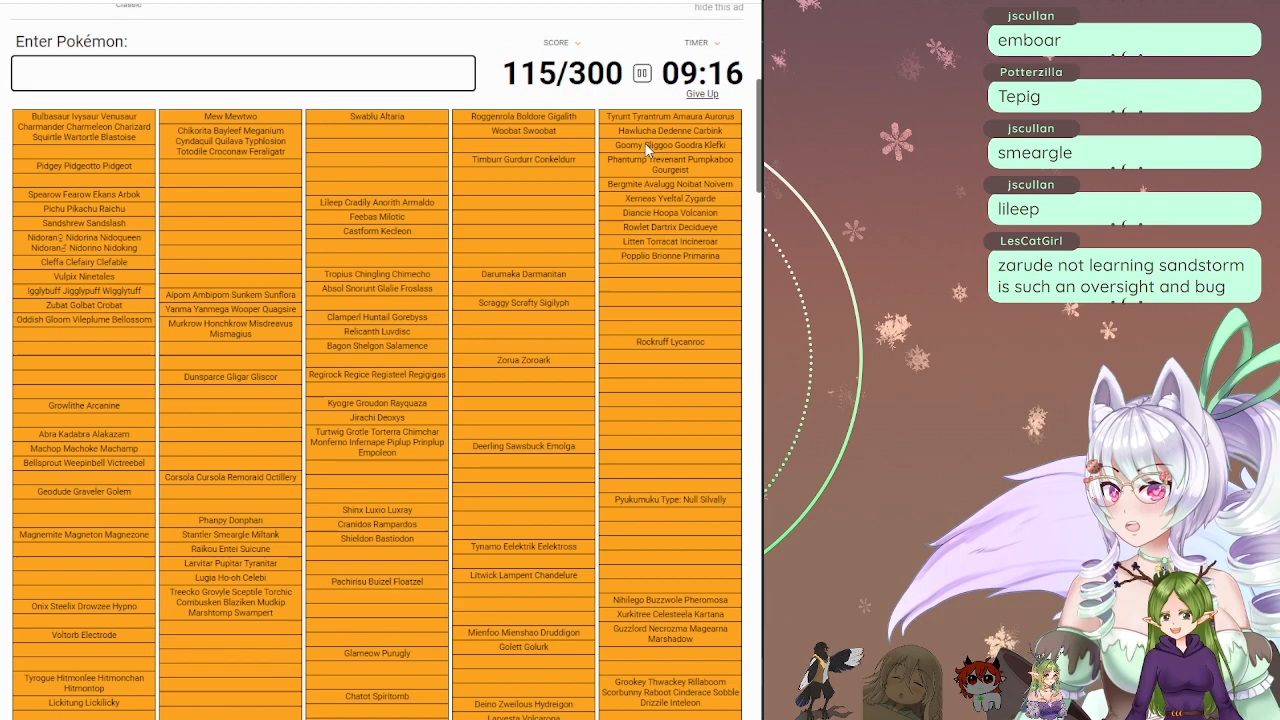 Classic
hide this ad
Enter Pokémon:
SCORE
TIMER
115/300
09:16
Give Up
Bulbasaur Ivysaur Venusaur
Charmander Charmeleon Charizard
Squirtle Wartortle Blastoise
Pidgey Pidgeotto Pidgeot
Spearow Fearow Ekans Arbok
Pichu Pikachu Raichu
Sandshrew Sandslash
Nidoran♀ Nidorina Nidoqueen
Nidoran♂ Nidorino Nidoking
Cleffa Clefairy Clefable
Vulpix Ninetales
Igglybuff Jigglypuff Wigglytuff
Zubat Golbat Crobat
Oddish Gloom Vileplume Bellossom
Growlithe Arcanine
Abra Kadabra Alakazam
Machop Machoke Machamp
Bellsprout Weepinbell Victreebel
Geodude Graveler Golem
Magnemite Magneton Magnezone
Onix Steelix Drowzee Hypno
Voltorb Electrode
Tyrogue Hitmonlee Hitmonchan
Hitmontop
Lickitung Lickilicky
Mew Mewtwo
Chikorita Bayleef Meganium
Cyndaquil Quilava Typhlosion
Totodile Croconaw Feraligatr
Aipom Ambipom Sunkern Sunflora
Yanma Yanmega Wooper Quagsire
Murkrow Honchkrow Misdreavus
Mismagius
Dunsparce Gligar Gliscor
Corsola Cursola Remoraid Octillery
Phanpy Donphan
Stantler Smeargle Miltank
Raikou Entei Suicune
Larvitar Pupitar Tyranitar
Lugia Ho-oh Celebi
Treecko Grovyle Sceptile Torchic
Combusken Blaziken Mudkip
Marshtomp Swampert
Swablu Altaria
Lileep Cradily Anorith Armaldo
Feebas Milotic
Castform Kecleon
Tropius Chingling Chimecho
Absol Snorunt Glalie Froslass
Clamperl Huntail Gorebyss
Relicanth Luvdisc
Bagon Shelgon Salamence
Regirock Regice Registeel Regigigas
Kyogre Groudon Rayquaza
Jirachi Deoxys
Turtwig Grotle Torterra Chimchar
Monferno Infernape Piplup Prinplup
Empoleon
Shinx Luxio Luxray
Cranidos Rampardos
Shieldon Bastiodon
Pachirisu Buizel Floatzel
Glameow Purugly
Chatot Spiritomb
Roggenrola Boldore Gigalith
Woobat Swoobat
Timburr Gurdurr Conkeldurr
Darumaka Darmanitan
Scraggy Scrafty Sigilyph
Zorua Zoroark
Deerling Sawsbuck Emolga
Tynamo Eelektrik Eelektross
Litwick Lampent Chandelure
Mienfoo Mienshao Druddigon
Golett Golurk
Deino Zweilous Hydreigon
Larvesta Volcarona
Tyrunt Tyrantrum Amaura Aurorus
Hawlucha Dedenne Carbink
Goomy Sliggoo Goodra Klefki
Phantump Trevenant Pumpkaboo
Gourgeist
Bergmite Avalugg Noibat Noivern
Xerneas Yveltal Zygarde
Diancie Hoopa Volcanion
Rowlet Dartrix Decidueye
Litten Torracat Incineroar
Popplio Brionne Primarina
Rockruff Lycanroc
Pyukumuku Type: Null Silvally
Nihilego Buzzwole Pheromosa
Xurkitree Celesteela Kartana
Guzzlord Necrozma Magearna
Marshadow
Grookey Thwackey Rillaboom
Scorbunny Raboot Cinderace Sobble
Drizzile Inteleon
jscullan
emboar
Potterzilla
Tepig
jscullan
smeargle
jscullan
lileep
LesCatGirl
zarude not learning sandstorm
is such an oversight and bug